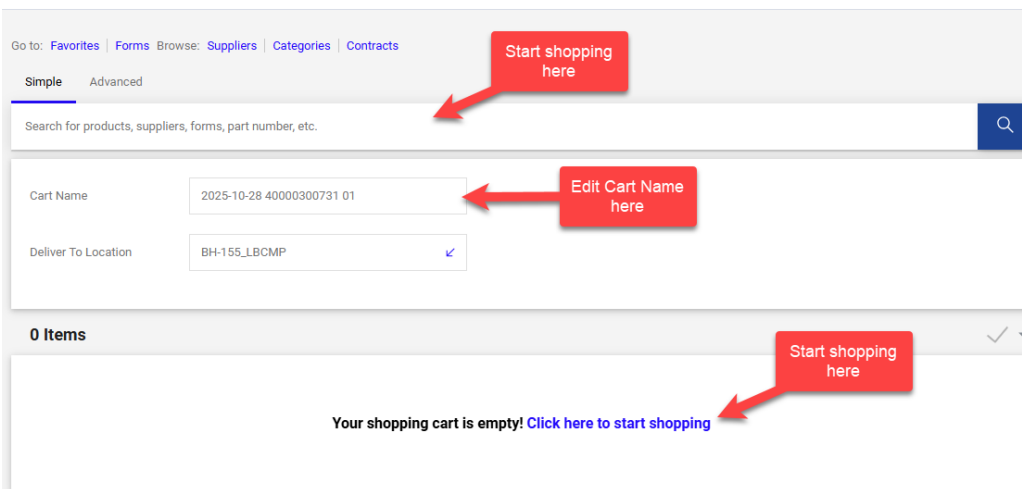 Go to: Favorites | Forms Browse: Suppliers | Categories | Contracts
Start shopping
here
Simple Advanced
Search for products, suppliers, forms, part number, etc.
Cart Name
2025-10-28 40000300731 01
Edit Cart Name
here
Deliver To Location
BH-155_LBCMP
0 Items
Start shopping
here
Your shopping cart is empty! Click here to start shopping